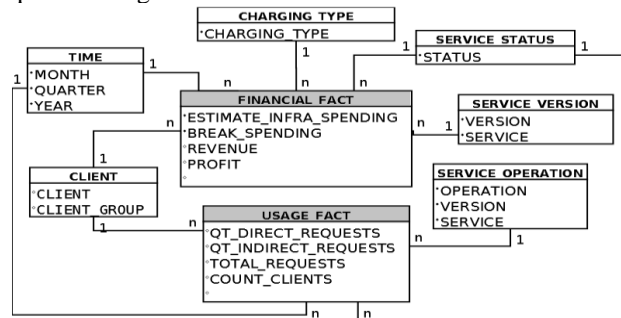 CHARGING TYPE
CHARGING_TYPE
SERVICE STATUS
STATUS
TIME
MONTH
QUARTER
YEAR
1
1
1
1
1
n
n
n
FINANCIAL FACT
ESTIMATE_INFRA_SPENDING
BREAK_SPENDING
REVENUE
PROFIT
SERVICE VERSION
VERSION
SERVICE
n
n
1
1
CLIENT
CLIENT
CLIENT_GROUP
1
SERVICE OPERATION
OPERATION
VERSION
SERVICE
USAGE FACT
QT_DIRECT_REQUESTS
QT_INDIRECT_REQUESTS
TOTAL_REQUESTS
COUNT_CLIENTS
n
n
1
n
n